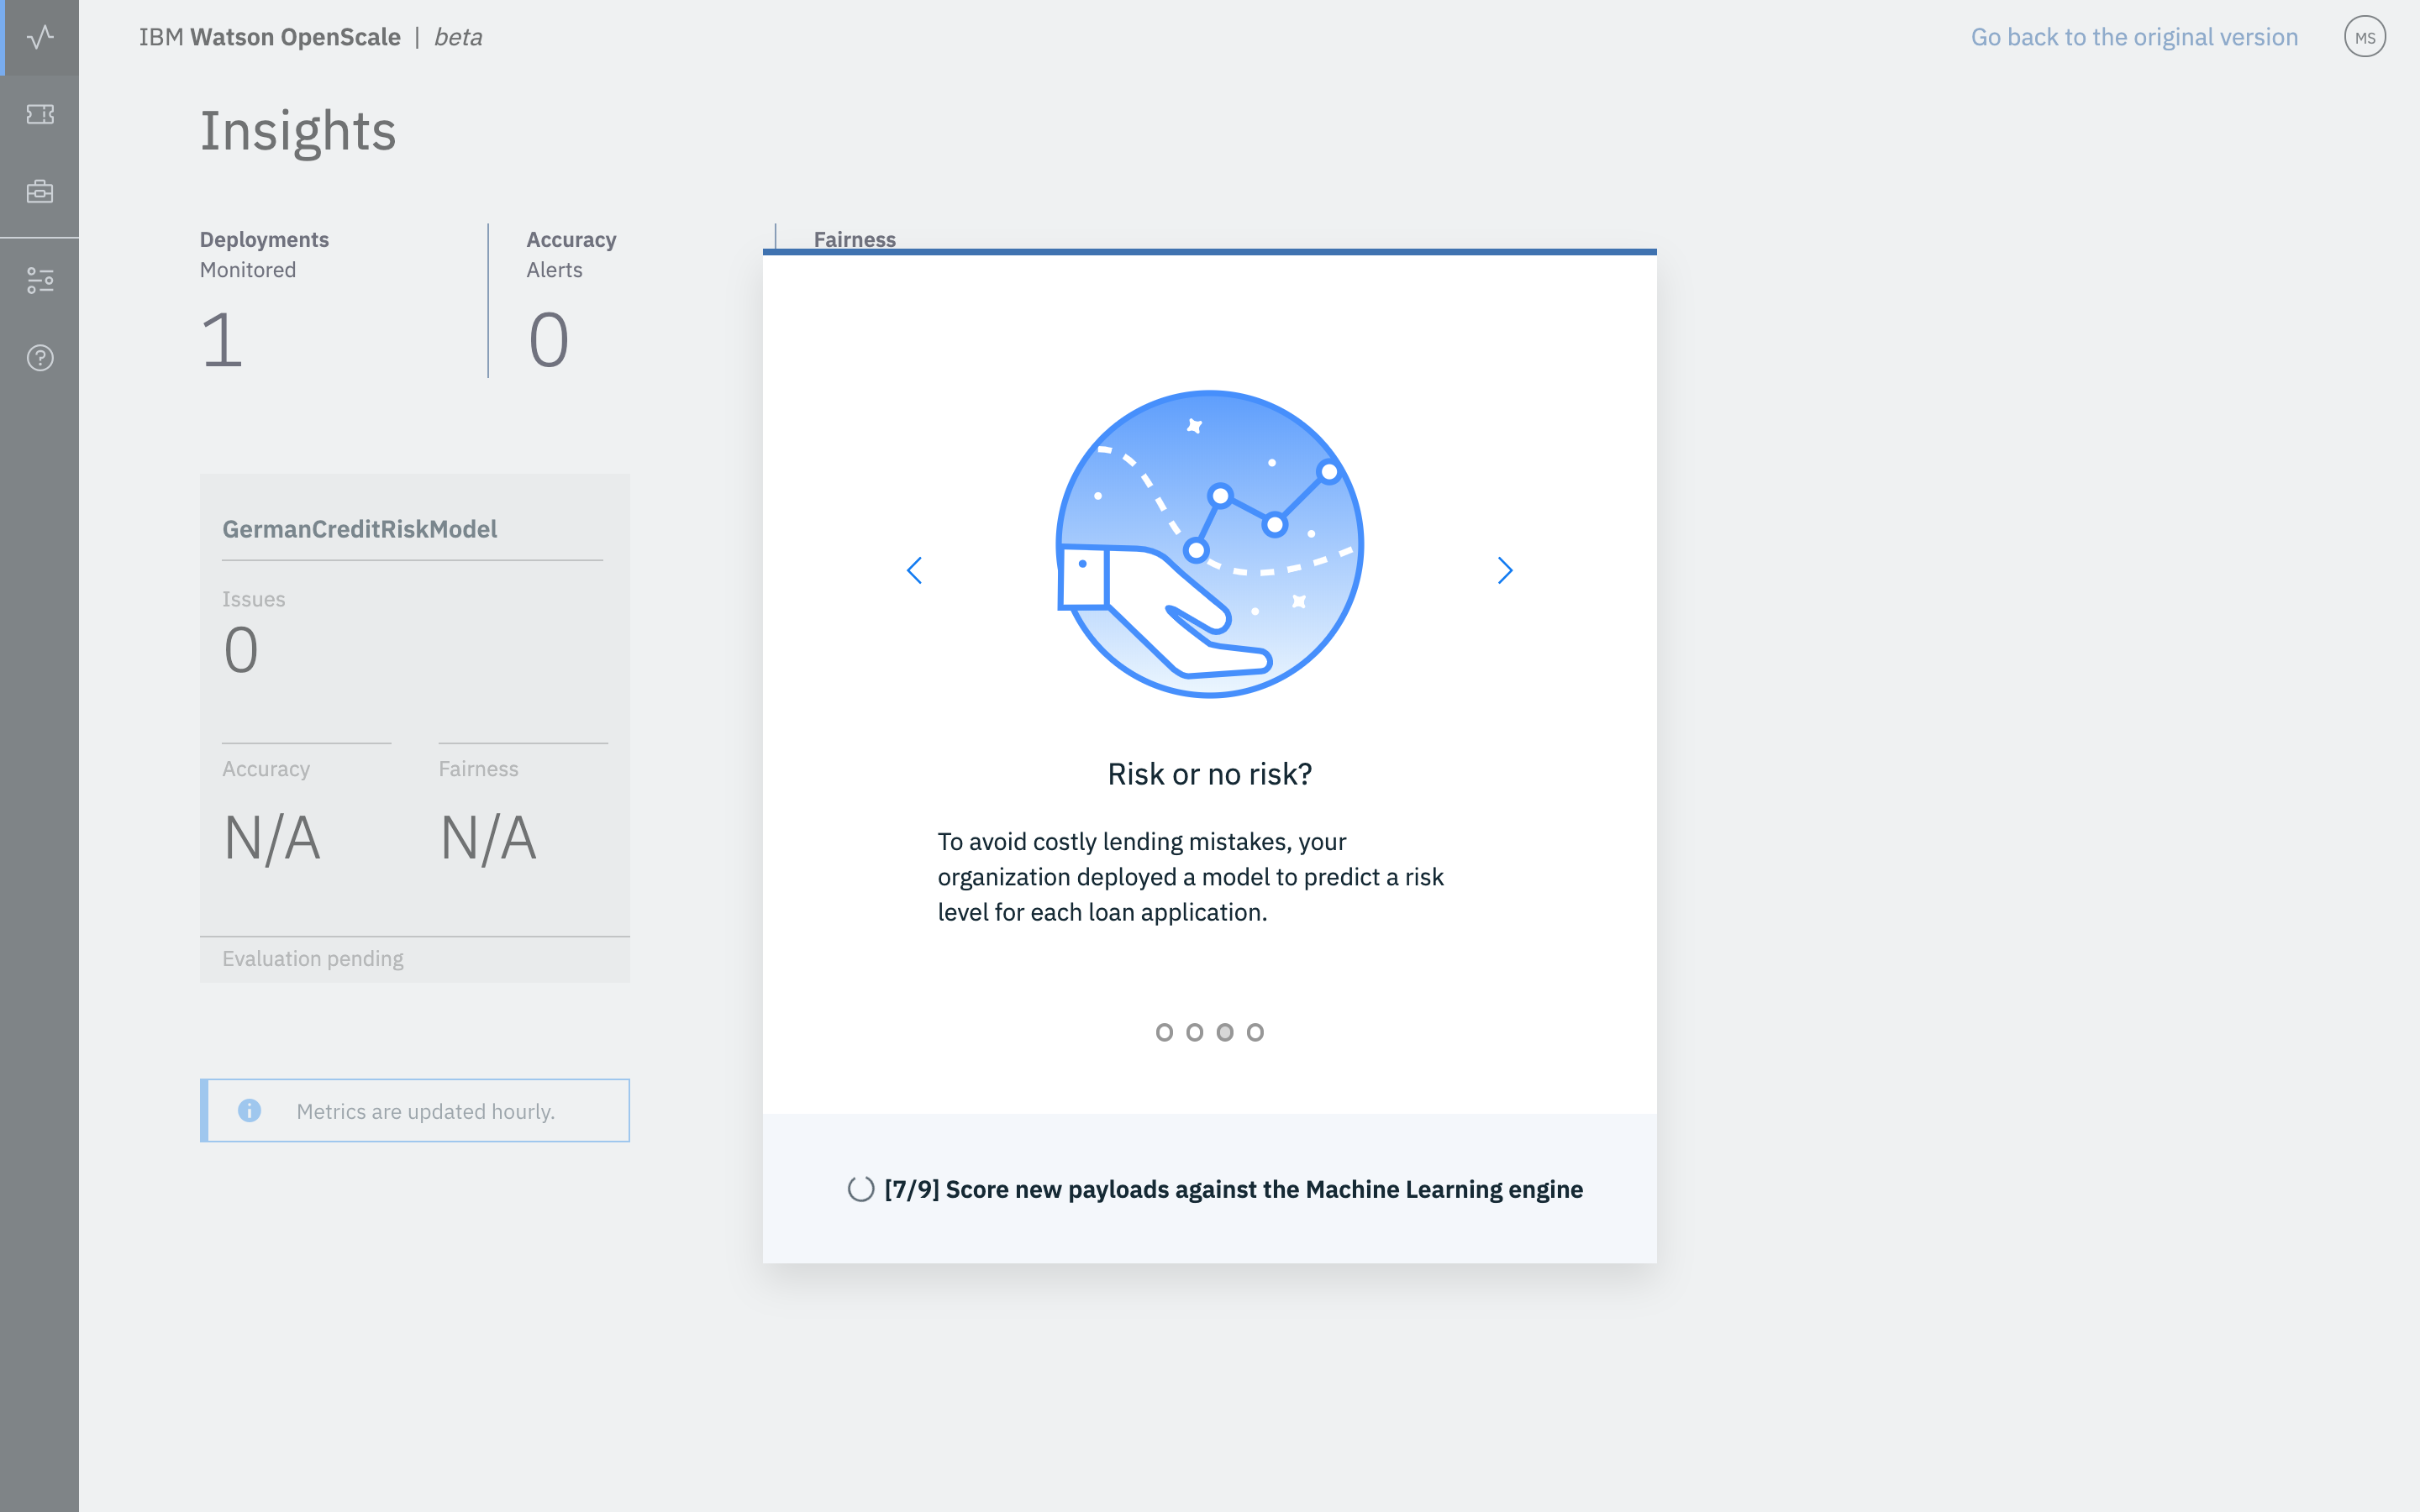 IBM Watson OpenScale | beta
Go back to the original version
MS
Insights
Deployments
Monitored
1
Accuracy
Alerts
0
Fairness
GermanCreditRiskModel
Issues
0
Accuracy
N/A
Fairness
N/A
Evaluation pending
Metrics are updated hourly.
Risk or no risk?
To avoid costly lending mistakes, your
organization deployed a model to predict a risk
level for each loan application.
[7/9] Score new payloads against the Machine Learning engine